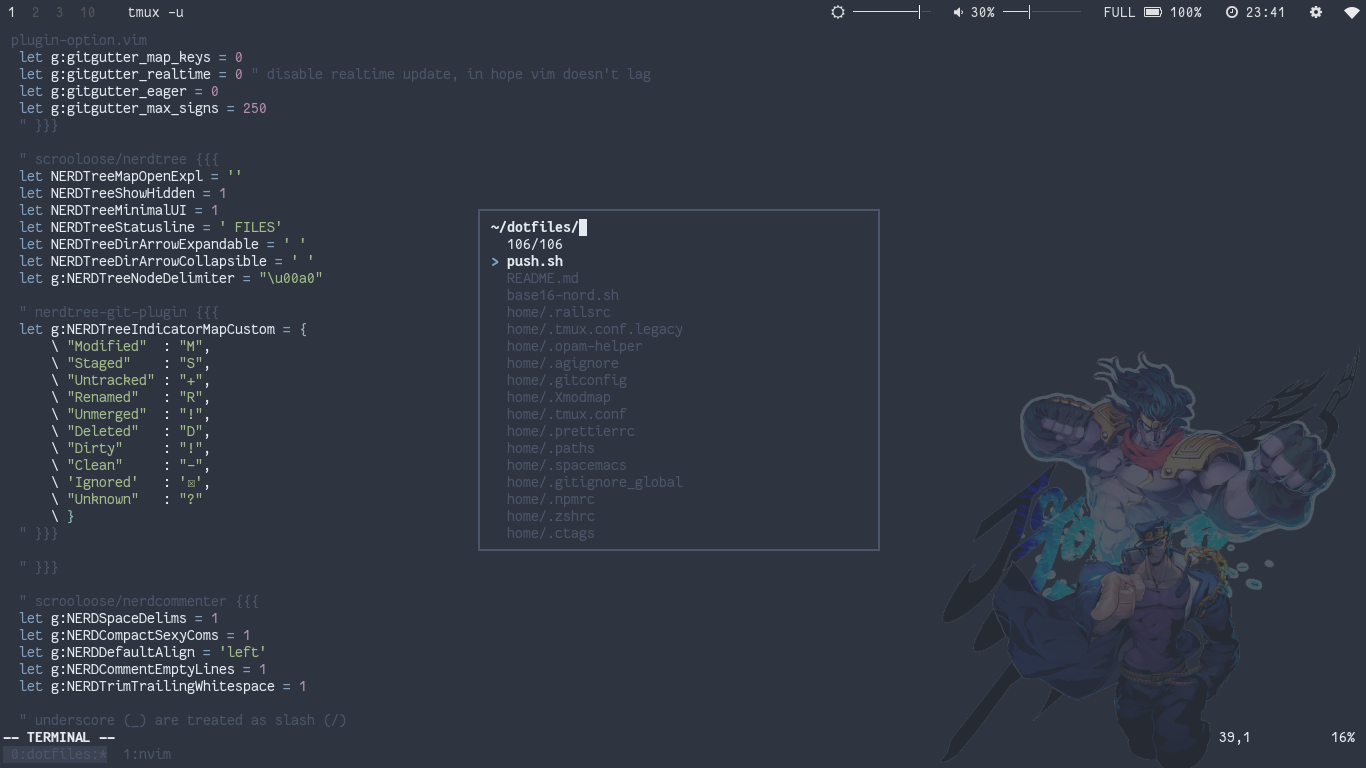 1 2 3 10 tmux -u 30% FULL 100% 23:41
plugin-option.vim
let g:gitgutter_map_keys = 0
let g:gitgutter_realtime = 0 " disable realtime update, in hope vim doesn't lag
let g:gitgutter_eager = 0
let g:gitgutter_max_signs = 250
" }}}
" scrooloose/nerdtree {{{
let NERDTreeMapOpenExpl = ''
let NERDTreeShowHidden = 1
let NERDTreeMinimalUI = 1
let NERDTreeStatusline = ' FILES'
let NERDTreeDirArrowExpandable = ' '
let NERDTreeDirArrowCollapsible = ' '
let g:NERDTreeNodeDelimiter = "\u00a0"
" nerdtree-git-plugin {{{
let g:NERDTreeIndicatorMapCustom = {
\ "Modified"  : "M",
\ "Staged"    : "S",
\ "Untracked" : "+",
\ "Renamed"   : "R",
\ "Unmerged"  : "!",
\ "Deleted"   : "D",
\ "Dirty"     : "!",
\ "Clean"     : "-",
\ 'Ignored'   : '☒',
\ "Unknown"   : "?"
\ }
" }}}
" }}}
" scrooloose/nerdcommenter {{{
let g:NERDSpaceDelims = 1
let g:NERDCompactSexyComs = 1
let g:NERDDefaultAlign = 'left'
let g:NERDCommentEmptyLines = 1
let g:NERDTrimTrailingWhitespace = 1
" underscore (_) are treated as slash (/)
~/dotfiles/
106/106
> push.sh
README.md
base16-nord.sh
home/.railsrc
home/.tmux.conf.legacy
home/.opam-helper
home/.agignore
home/.gitconfig
home/.Xmodmap
home/.tmux.conf
home/.prettierrc
home/.paths
home/.spacemacs
home/.gitignore_global
home/.npmrc
home/.zshrc
home/.ctags
-- TERMINAL -- 39,1 16%
0:dotfiles:* 1:nvim